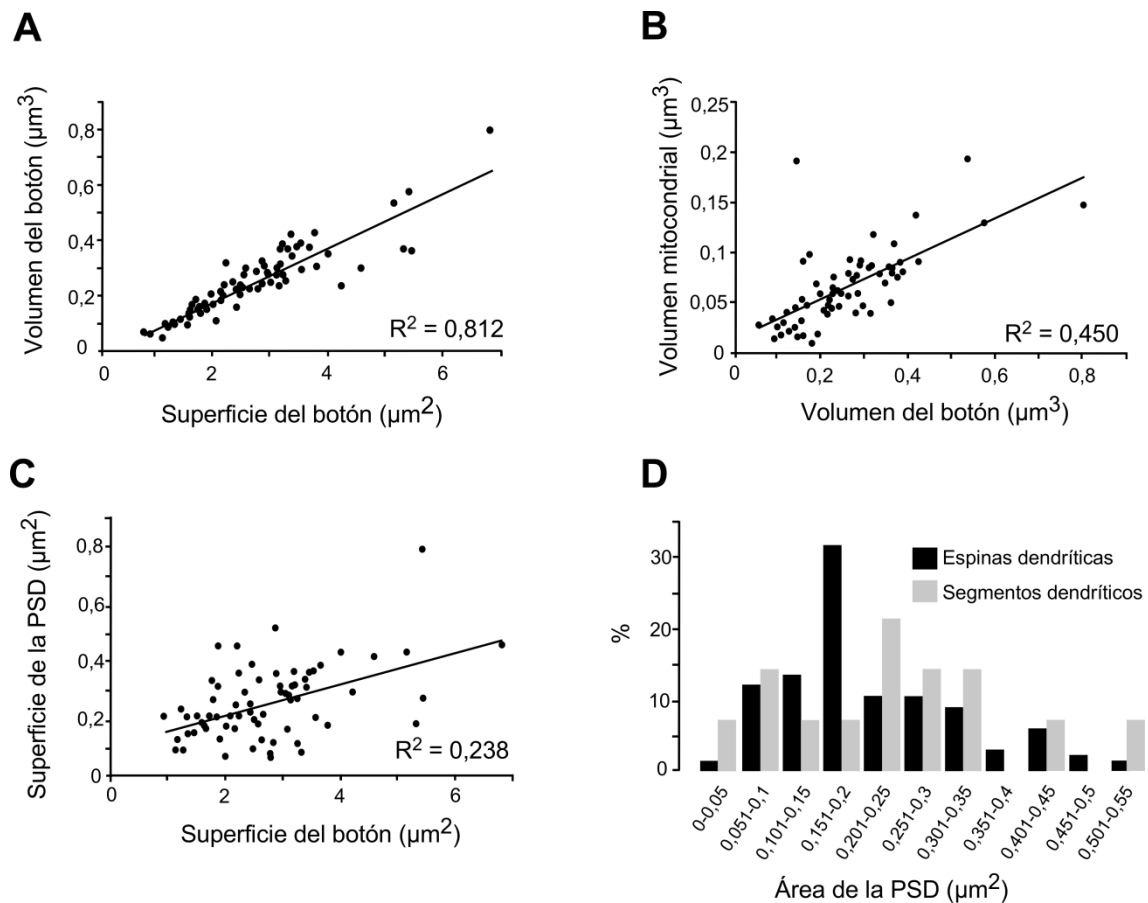 A
Volumen del botón (µm³)
0,8
0,6
0,4
0,2
0
0
2
4
6
R² = 0,812
Superficie del botón (µm²)
B
Volumen mitocondrial (µm³)
0,25
0,2
0,15
0,1
0,05
0
0
0,2
0,4
0,6
0,8
R² = 0,450
Volumen del botón (µm³)
C
Superficie de la PSD (µm²)
0,8
0,6
0,4
0,2
0
0
2
4
6
R² = 0,238
Superficie del botón (µm²)
D
%
30
20
10
0
Espinas dendríticas
Segmentos dendríticos
0-0,05
0,051-0,1
0,101-0,15
0,151-0,2
0,201-0,25
0,251-0,3
0,301-0,35
0,351-0,4
0,401-0,45
0,451-0,5
0,501-0,55
Área de la PSD (µm²)